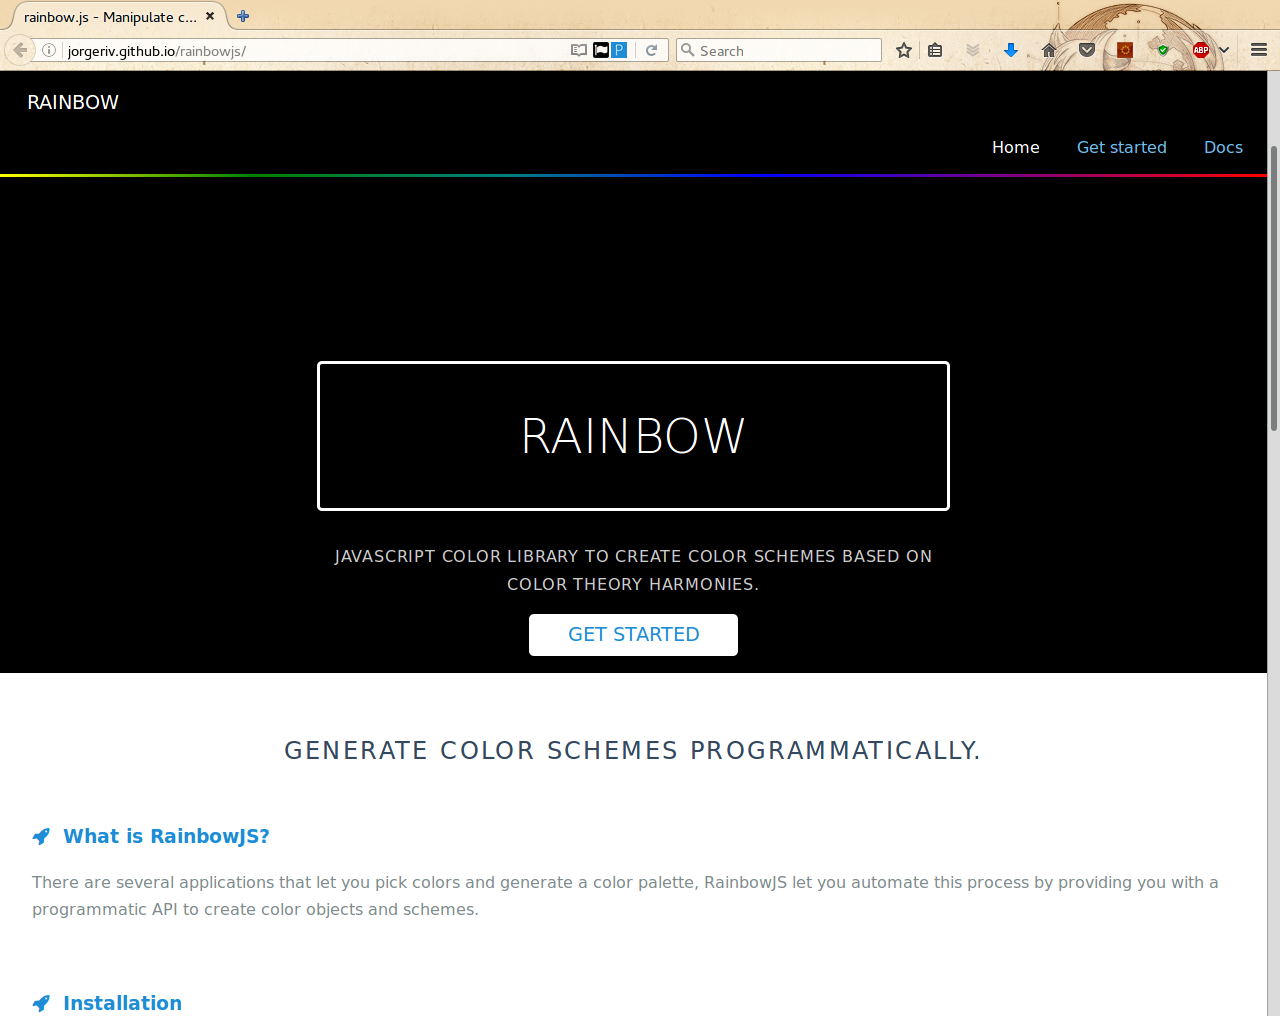 rainbow.js - Manipulate c...
jorgeriv.github.io/rainbowjs/
P
Search
ABP
RAINBOW
Home Get started Docs
RAINBOW
JAVASCRIPT COLOR LIBRARY TO CREATE COLOR SCHEMES BASED ON
COLOR THEORY HARMONIES.
GET STARTED
GENERATE COLOR SCHEMES PROGRAMMATICALLY.
What is RainbowJS?
There are several applications that let you pick colors and generate a color palette, RainbowJS let you automate this process by providing you with a
programmatic API to create color objects and schemes.
Installation